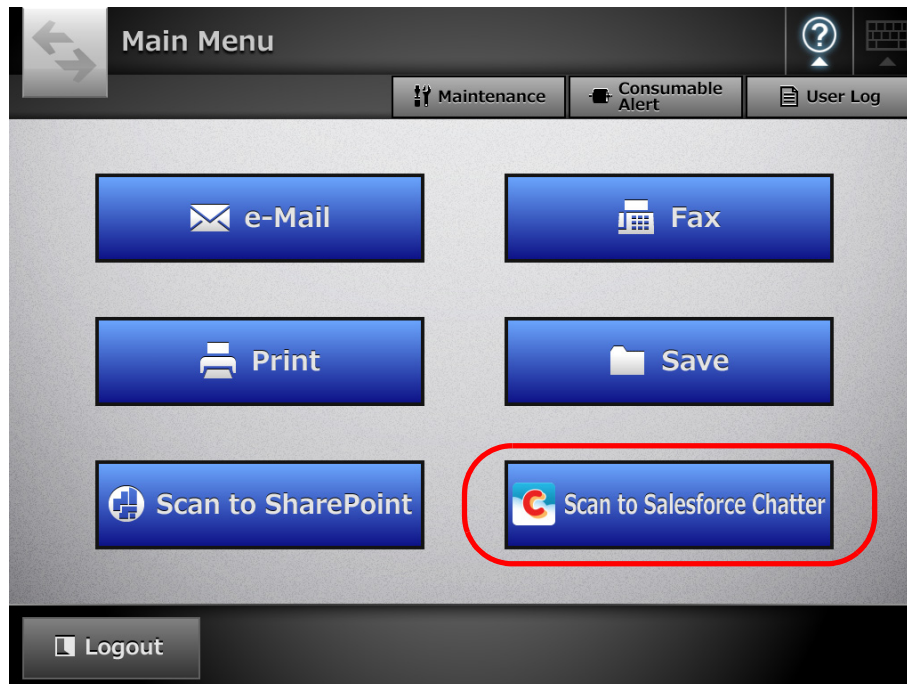 Main Menu
?
Maintenance
Consumable
Alert
User Log
e-Mail
Fax
Print
Save
Scan to SharePoint
C Scan to Salesforce Chatter
Logout